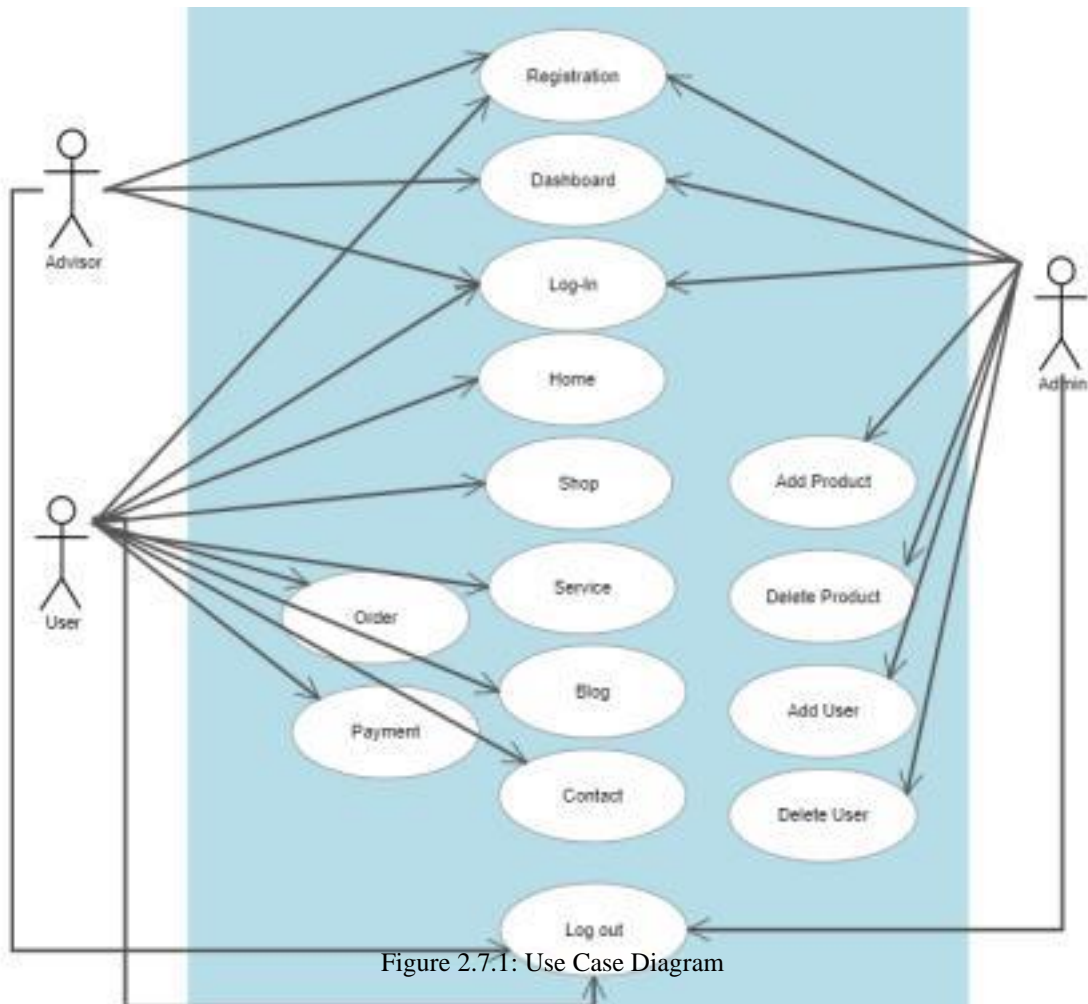 Registration
Dashboard
Advisor
Log-In
Home
Admin
Shop
Add Product
Service
Delete Product
Order
User
Blog
Add User
Payment
Contact
Delete User
Log out
Figure 2.7.1: Use Case Diagram